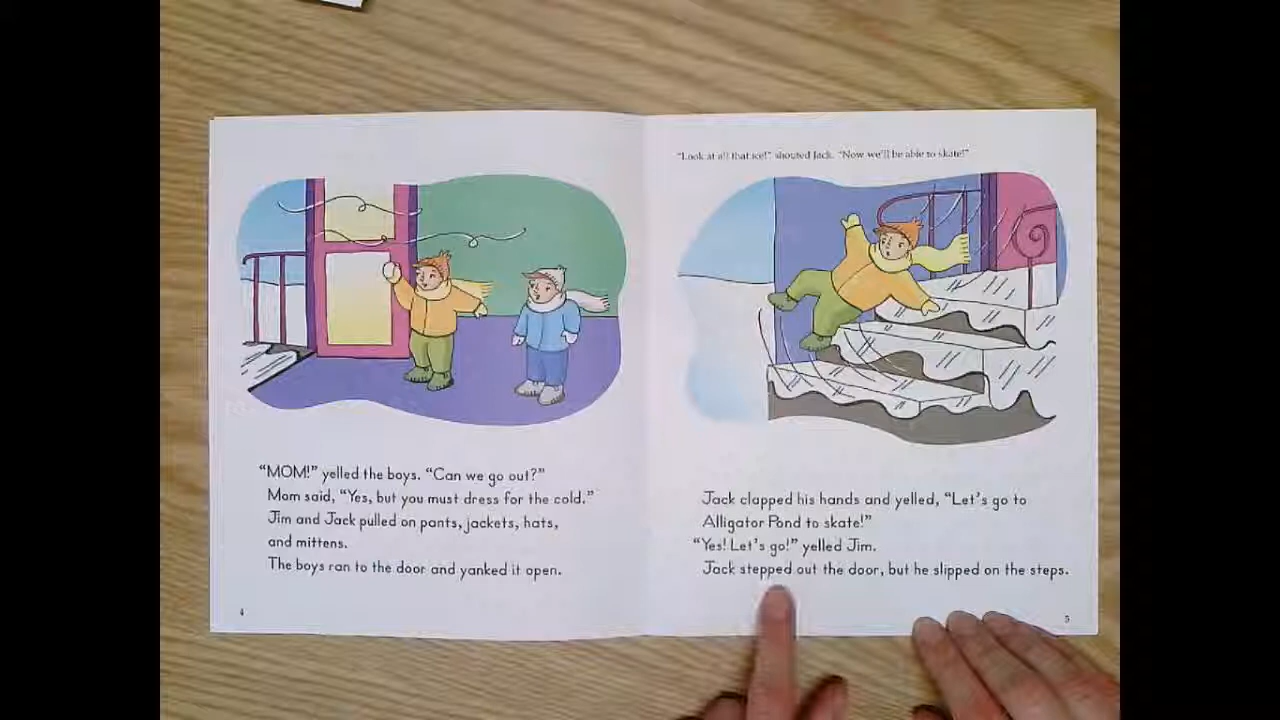 “MOM!” yelled the boys. “Can we go out?”
Mom said, “Yes, but you must dress for the cold.”
Jim and Jack pulled on pants, jackets, hats,
and mittens.
The boys ran to the door and yanked it open.
4
“Look at all that ice!” shouted Jack. “Now we’ll be able to skate!”
Jack clapped his hands and yelled, “Let’s go to
Alligator Pond to skate!”
“Yes! Let’s go!” yelled Jim.
Jack stepped out the door, but he slipped on the steps.
5